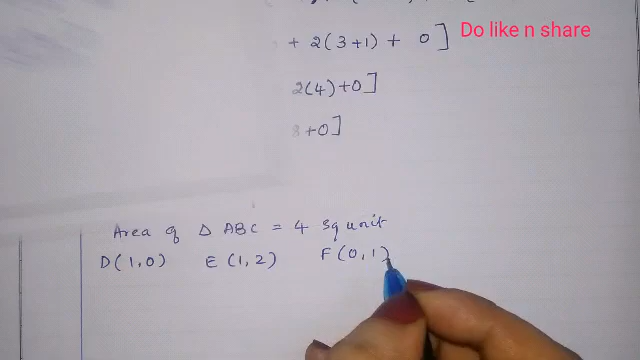 + 2(3+1) + 0]
Do like n share
2(4)+0]
8+0]
Area of Δ ABC = 4 sq unit
D(1,0) E(1,2) F(0,1)